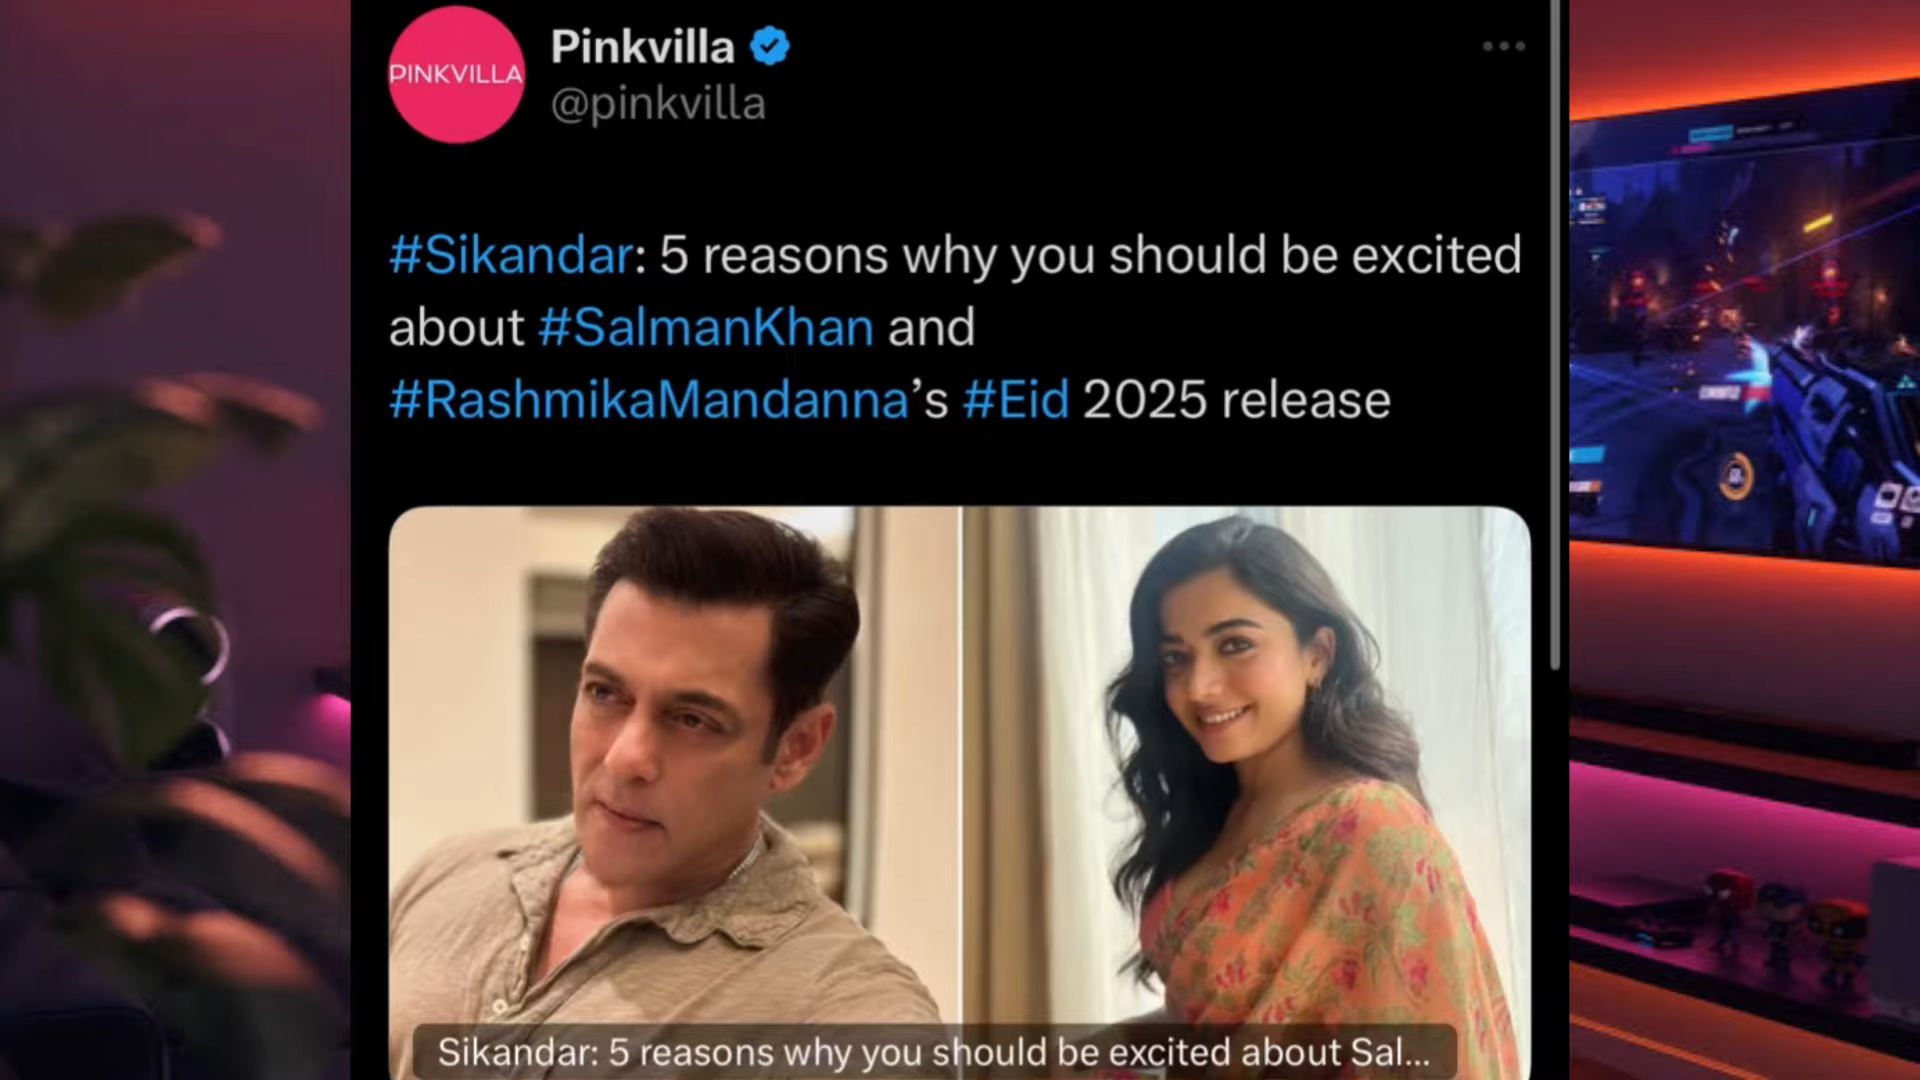 PINKVILLA
Pinkvilla
@pinkvilla
#Sikandar: 5 reasons why you should be excited
about #SalmanKhan and
#RashmikaMandanna’s #Eid 2025 release
Sikandar: 5 reasons why you should be excited about Sal...